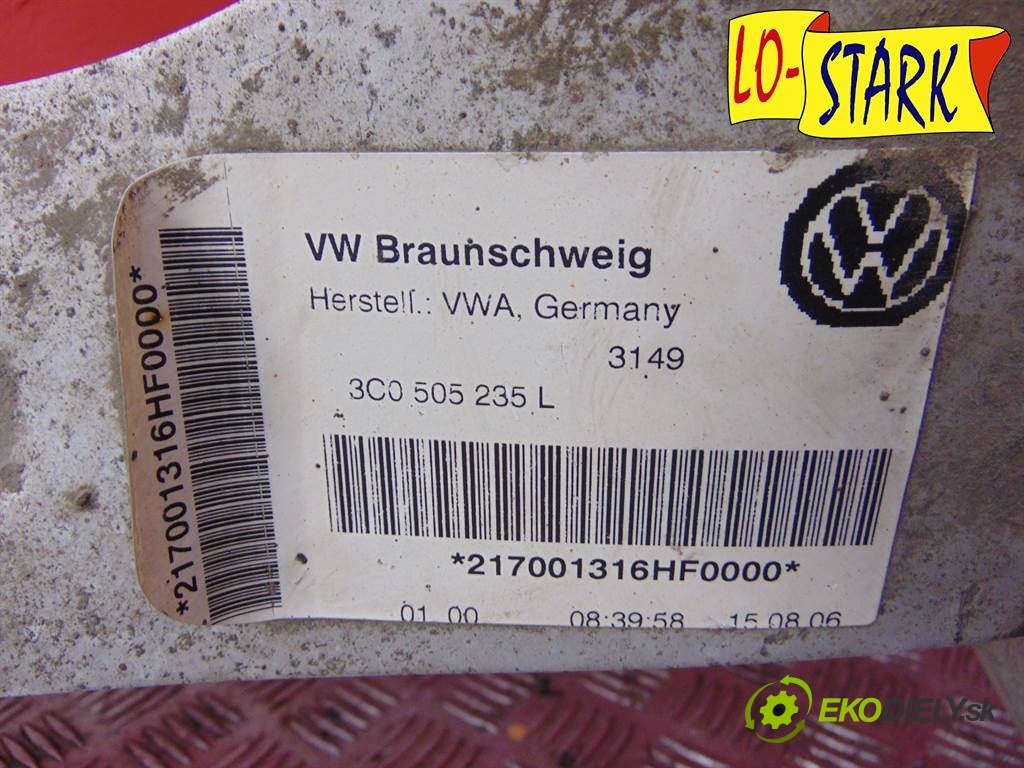 LO-STARK
VW Braunschweig
Herstell.: VWA, Germany
3149
3C0 505 235 L
*217001316HF0000*
*217001316HF0000*
01 00 08:39:58 15.08.06
EKODIELY.sk